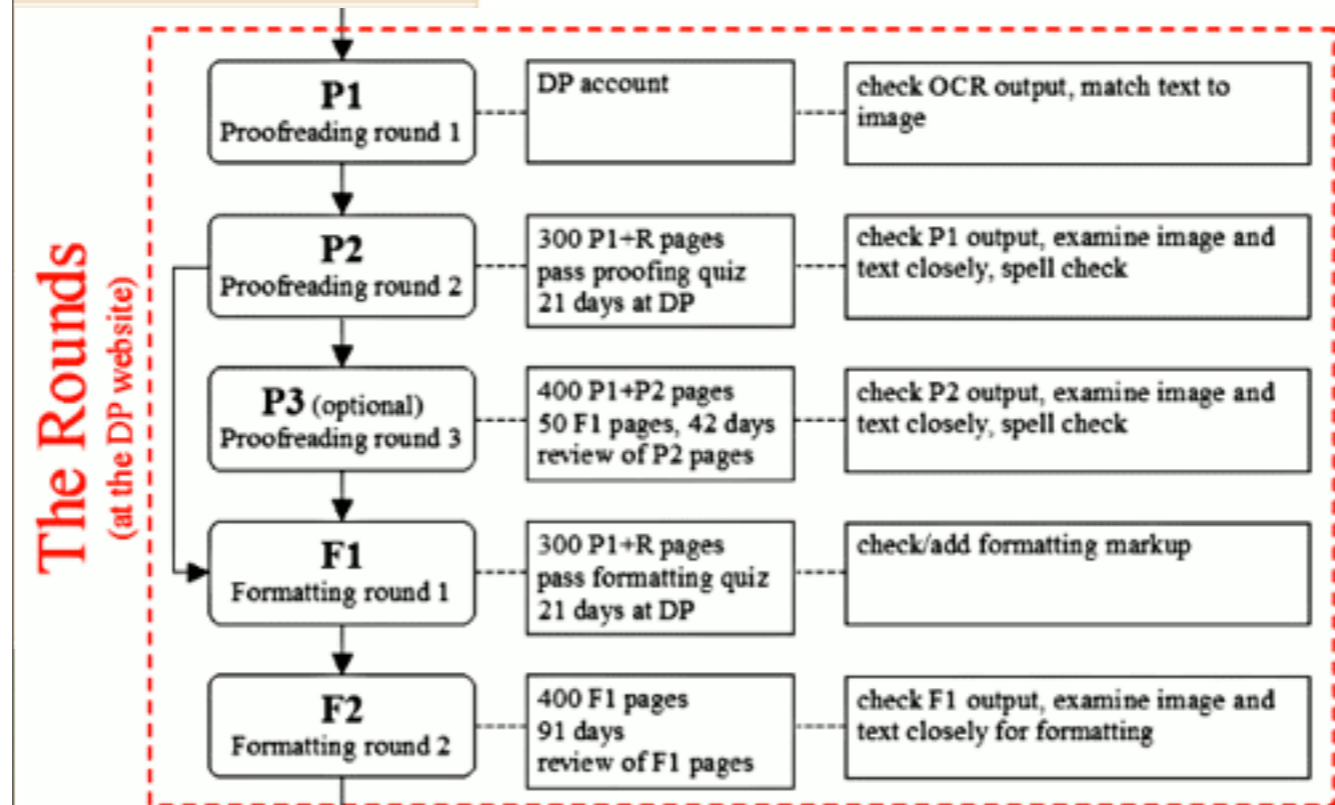 The Rounds
(at the DP website)
P1
Proofreading round 1
DP account
check OCR output, match text to
image
P2
Proofreading round 2
300 P1+R pages
pass proofing quiz
21 days at DP
check P1 output, examine image and
text closely, spell check
P3 (optional)
Proofreading round 3
400 P1+P2 pages
50 F1 pages, 42 days
review of P2 pages
check P2 output, examine image and
text closely, spell check
F1
Formatting round 1
300 P1+R pages
pass formatting quiz
21 days at DP
check/add formatting markup
F2
Formatting round 2
400 F1 pages
91 days
review of F1 pages
check F1 output, examine image and
text closely for formatting